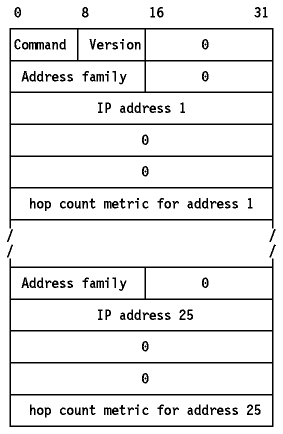 0 8 16 31
Command Version 0
Address family 0
IP address 1
0
0
hop count metric for address 1
Address family 0
IP address 25
0
0
hop count metric for address 25